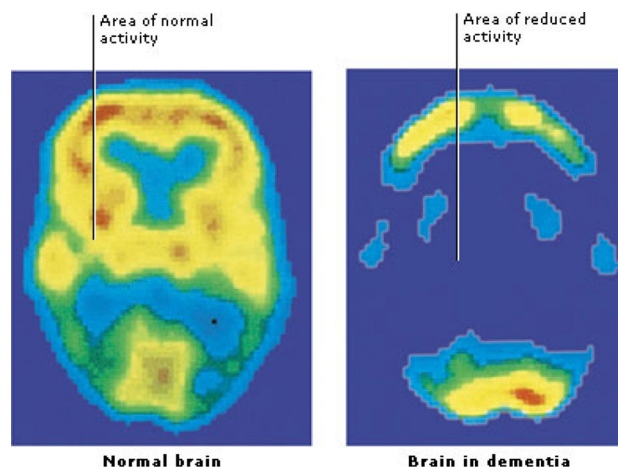 Area of normal
activity
Area of reduced
activity
Normal brain
Brain in dementia